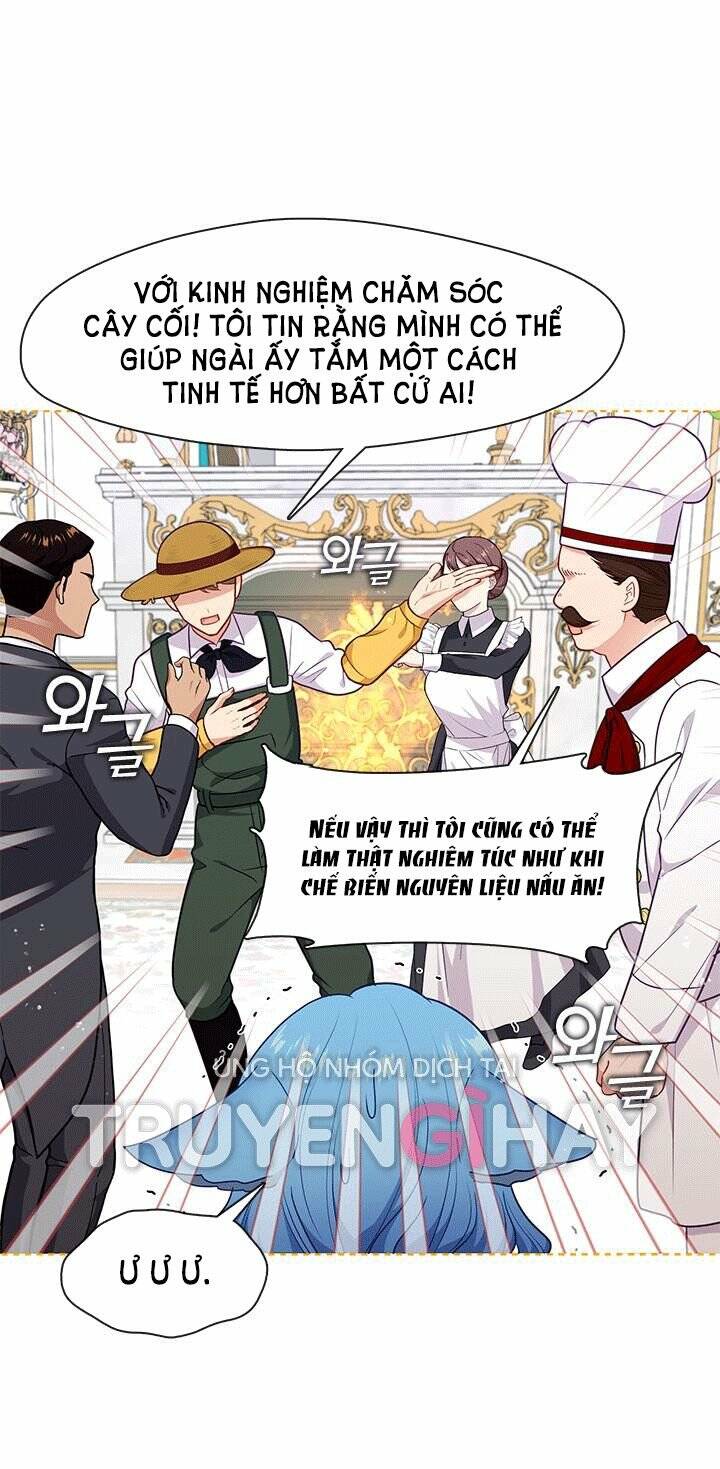 VỚI KINH NGHIỆM CHĂM SÓC
CÂY CỐI! TÔI TIN RẰNG MÌNH CÓ THỂ
GIÚP NGÀI ẤY TẮM MỘT CÁCH
TINH TẾ HƠN BẤT CỨ AI!
와글
와글
NẾU VẬY THÌ TÔI CŨNG CÓ THỂ
LÀM THẬT NGHIÊM TÚC NHƯ KHI
CHẾ BIẾN NGUYÊN LIỆU NẤU ĂN!
와글
ỦNG HỘ NHÓM DỊCH TẠI
TRUYENGIHAY
Ư Ư Ư.